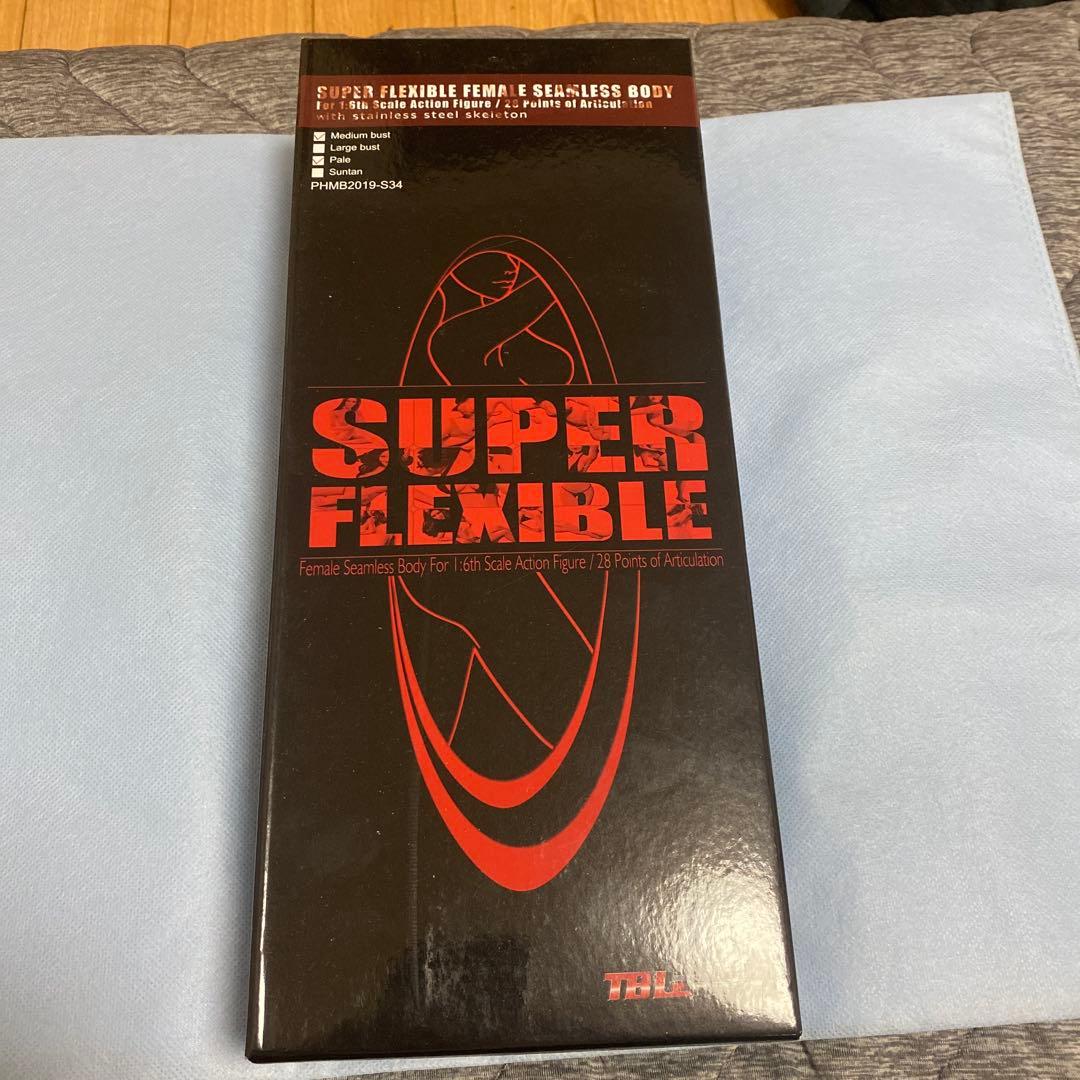 SUPER FLEXIBLE FEMALE SEAMLESS BODY
For 1:6th Scale Action Figure / 28 Points of Articulation
with stainless steel skeleton
Medium bust
Large bust
Pale
Suntan
PHMB2019-S34
SUPER
FLEXIBLE
Female Seamless Body For 1:6th Scale Action Figure / 28 Points of Articulation